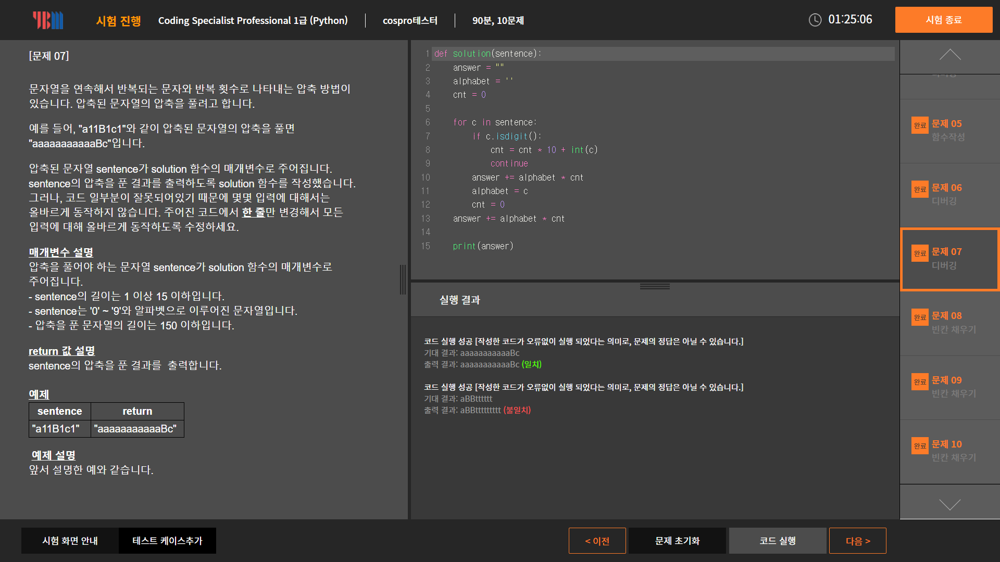 YBM
시험 진행
Coding Specialist Professional 1급 (Python)
cospro테스터
90분, 10문제
01:25:06
시험 종료
[문제 07]
문자열을 연속해서 반복되는 문자와 반복 횟수로 나타내는 압축 방법이
있습니다. 압축된 문자열의 압축을 풀려고 합니다.
예를 들어, "a11B1c1"와 같이 압축된 문자열의 압축을 풀면
"aaaaaaaaaaaBc"입니다.
압축된 문자열 sentence가 solution 함수의 매개변수로 주어집니다.
sentence의 압축을 푼 결과를 출력하도록 solution 함수를 작성했습니다.
그러나, 코드 일부분이 잘못되어있기 때문에 몇몇 입력에 대해서는
올바르게 동작하지 않습니다. 주어진 코드에서 한 줄만 변경해서 모든
입력에 대해 올바르게 동작하도록 수정하세요.
매개변수 설명
압축을 풀어야 하는 문자열 sentence가 solution 함수의 매개변수로
주어집니다.
- sentence의 길이는 1 이상 15 이하입니다.
- sentence는 '0' ~ '9'와 알파벳으로 이루어진 문자열입니다.
- 압축을 푼 문자열의 길이는 150 이하입니다.
return 값 설명
sentence의 압축을 푼 결과를  출력합니다.
예제
sentence return
"a11B1c1" "aaaaaaaaaaaBc"
예제 설명
앞서 설명한 예와 같습니다.
1 def solution(sentence):
2     answer = ""
3     alphabet = ''
4     cnt = 0
5
6     for c in sentence:
7         if c.isdigit():
8             cnt = cnt * 10 + int(c)
9             continue
10         answer += alphabet * cnt
11         alphabet = c
12         cnt = 0
13     answer += alphabet * cnt
14
15     print(answer)
실행 결과
코드 실행 성공 [작성한 코드가 오류없이 실행 되었다는 의미로, 문제의 정답은 아닐 수 있습니다.]
기대 결과: aaaaaaaaaaaBc
출력 결과: aaaaaaaaaaaBc (일치)
코드 실행 성공 [작성한 코드가 오류없이 실행 되었다는 의미로, 문제의 정답은 아닐 수 있습니다.]
기대 결과: aBBtttttt
출력 결과: aBBttttttttt (불일치)
완료 문제 05
함수작성
완료 문제 06
디버깅
완료 문제 07
디버깅
완료 문제 08
빈칸 채우기
완료 문제 09
빈칸 채우기
완료 문제 10
빈칸 채우기
시험 화면 안내
테스트 케이스추가
< 이전
문제 초기화
코드 실행
다음 >